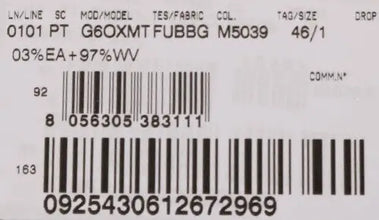 LN/LINE SC MOD/MODEL TES/FABRIC COL. TAG/SIZE DROP
0101 PT G6OXMT FUBBG M5039 46/1
03%EA+97%WV
COMM.N°
92
8 056305 383111
163
0925430612672969